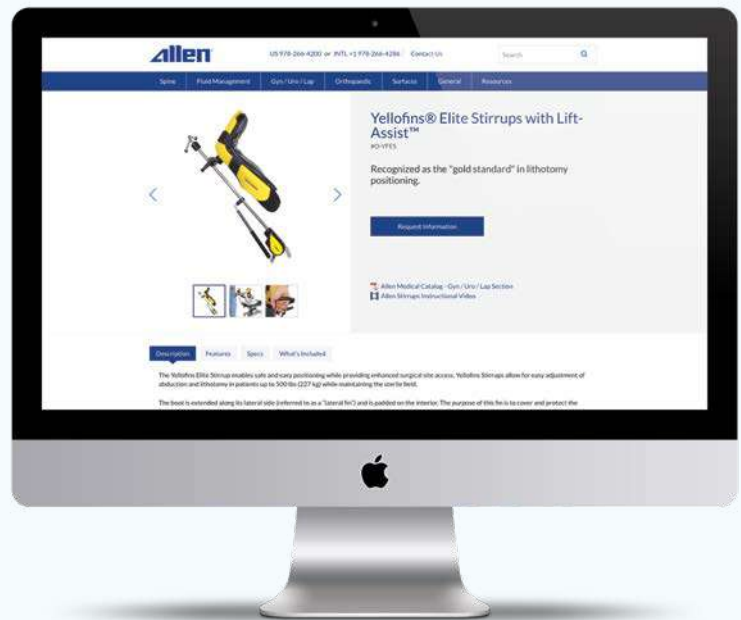 Allen
US 978-266-4200 or INTL +1 978-266-4286 Contact Us
Search
Spine Fluid Management Gyn / Uro / Lap Orthopaedic Surfaces General Resources
Yellofins® Elite Stirrups with Lift-
Assist™
#O-YFES
Recognized as the "gold standard" in lithotomy
positioning.
Request Information
Allen Medical Catalog - Gyn / Uro / Lap Section
Allen Stirrups Instructional Video
Description Features Specs What's Included
The Yellofins Elite Stirrup enables safe and easy positioning while providing enhanced surgical site access. Yellofins Stirrups allow for easy adjustment of
abduction and lithotomy in patients up to 500 lbs (227 kg) while maintaining the sterile field.
The boot is extended along its lateral side (referred to as a "lateral fin") and is padded on the interior. The purpose of this fin is to cover and protect the